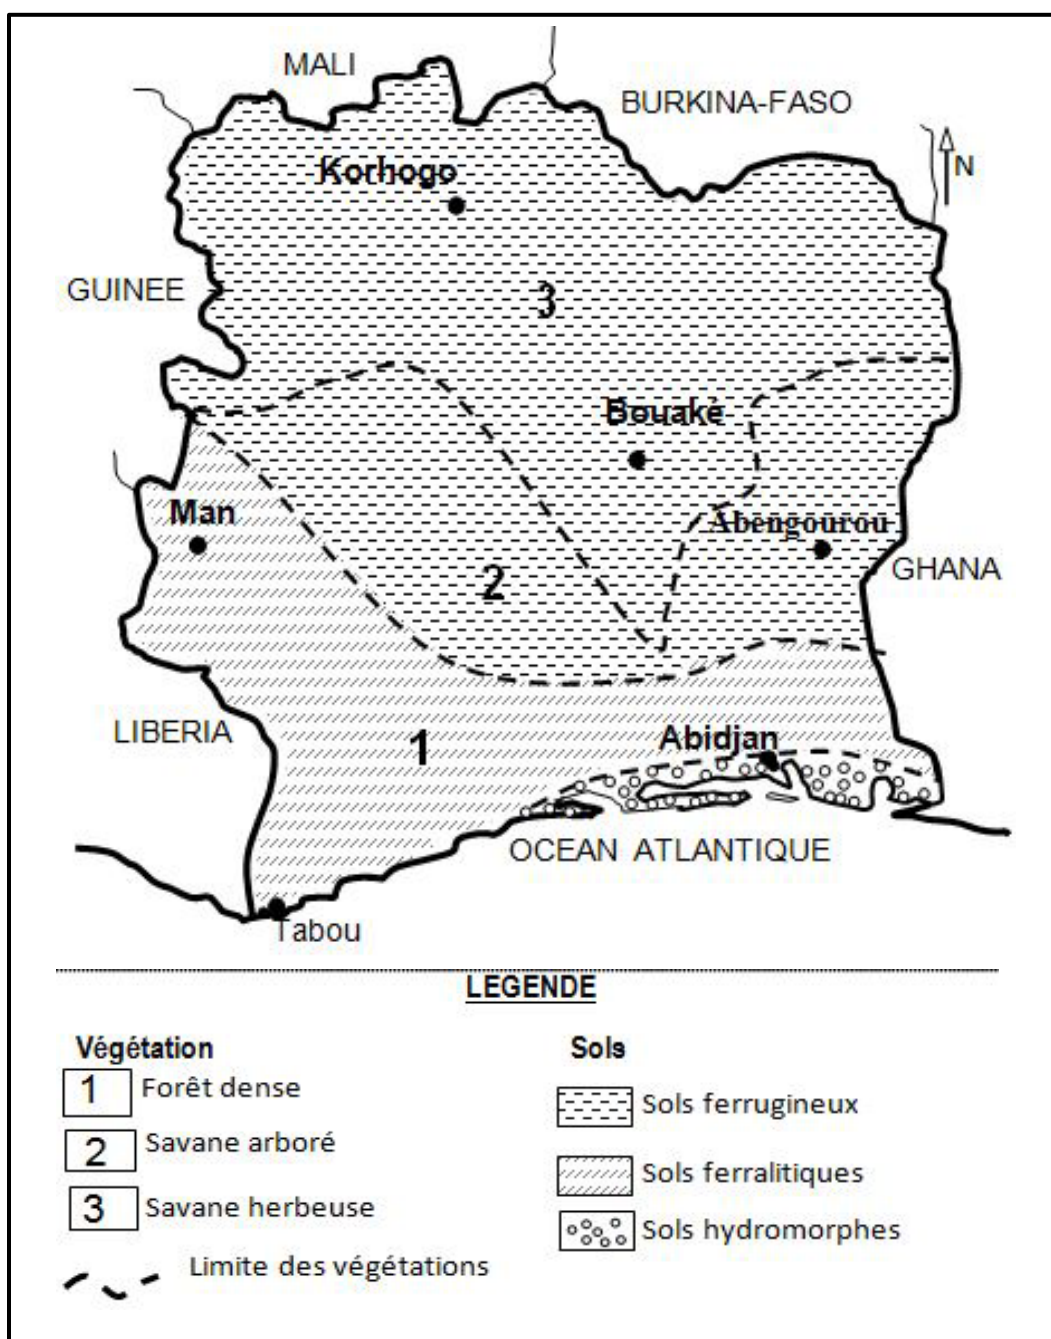 MALI
BURKINA-FASO
N
Korhogo
GUINEE
3
Bouaké
Man
Abengourou
GHANA
2
LIBERIA
1
Abidjan
OCEAN ATLANTIQUE
Tabou
LEGENDE
Végétation
1 Forêt dense
2 Savane arboré
3 Savane herbeuse
Limite des végétations
Sols
Sols ferrugineux
Sols ferralitiques
Sols hydromorphes